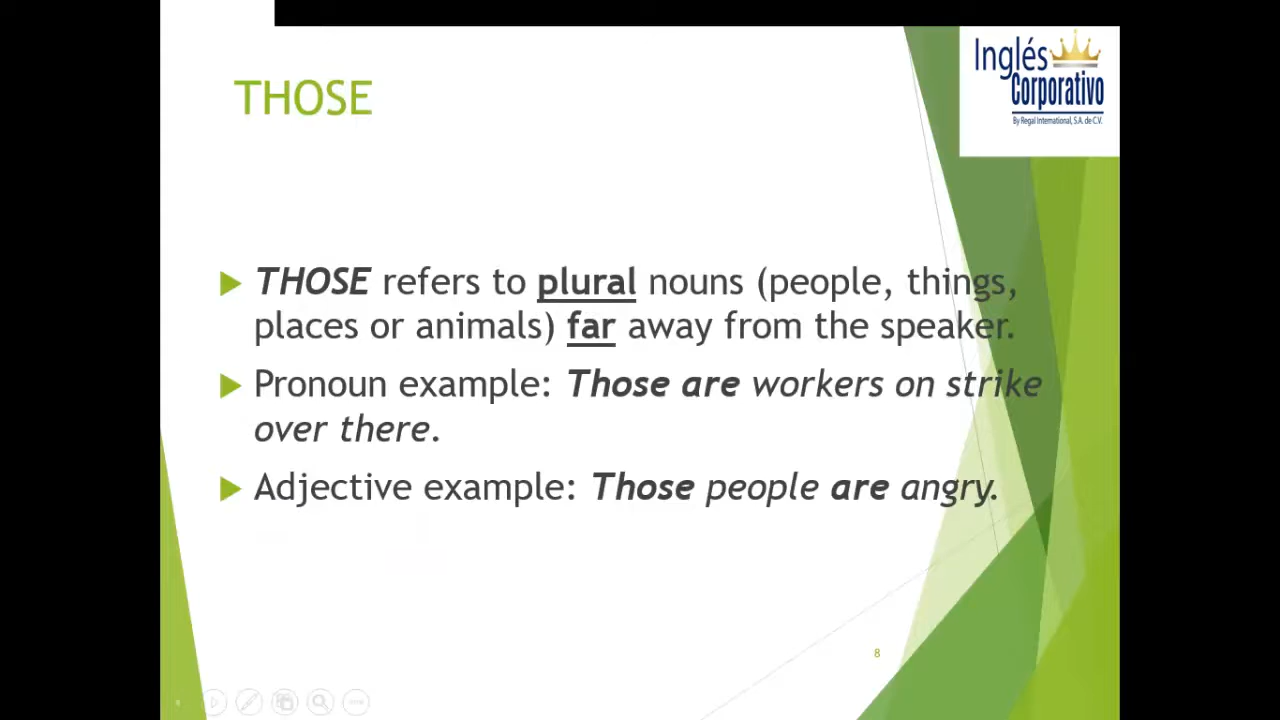 Inglés
Corporativo
By Regal International, S.A. de C.V.
THOSE
THOSE refers to plural nouns (people, things,
places or animals) far away from the speaker.
Pronoun example: Those are workers on strike
over there.
Adjective example: Those people are angry.
8